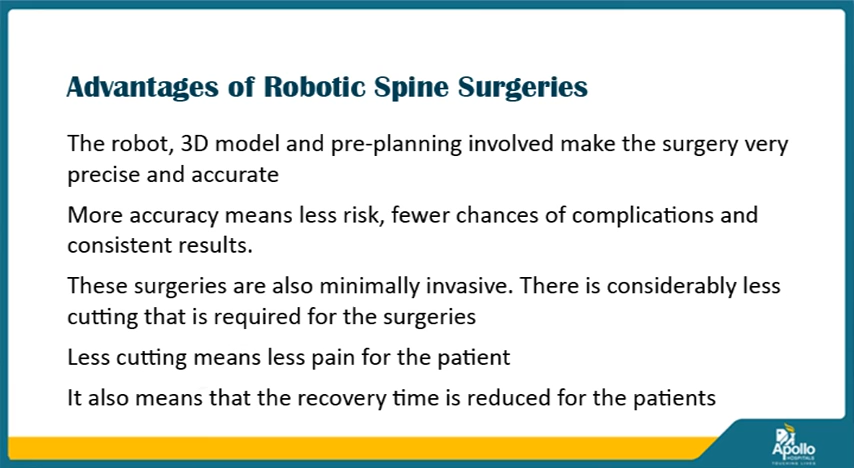 Advantages of Robotic Spine Surgeries
The robot, 3D model and pre-planning involved make the surgery very
precise and accurate
More accuracy means less risk, fewer chances of complications and
consistent results.
These surgeries are also minimally invasive. There is considerably less
cutting that is required for the surgeries
Less cutting means less pain for the patient
It also means that the recovery time is reduced for the patients
Apollo
HOSPITALS
TOUCHING LIVES